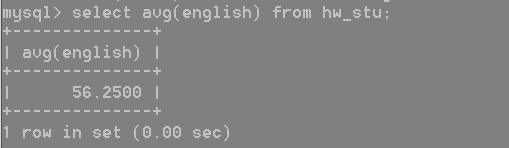 mysql> select avg(english) from hw_stu;
+--------------+
| avg(english) |
+--------------+
|      56.2500 |
+--------------+
1 row in set (0.00 sec)